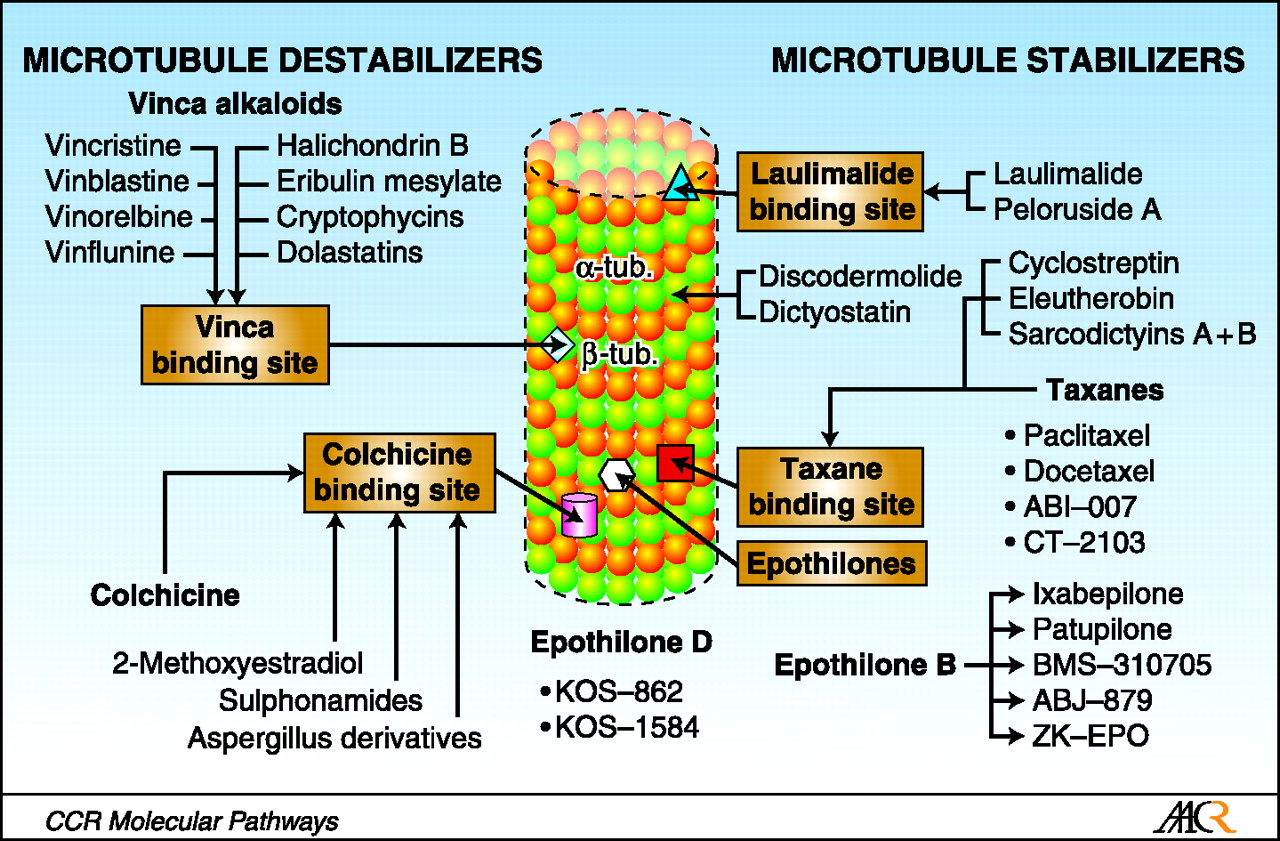 MICROTUBULE DESTABILIZERS
Vinca alkaloids
Vincristine
Vinblastine
Vinorelbine
Vinflunine
Halichondrin B
Eribulin mesylate
Cryptophycins
Dolastatins
Vinca
binding site
Colchicine
binding site
Colchicine
2-Methoxyestradiol
Sulphonamides
Aspergillus derivatives
α-tub.
β-tub.
Epothilone D
•KOS–862
•KOS–1584
MICROTUBULE STABILIZERS
Laulimalide
binding site
Laulimalide
Peloruside A
Discodermolide
Dictyostatin
Cyclostreptin
Eleutherobin
Sarcodictyins A+B
Taxanes
• Paclitaxel
• Docetaxel
• ABI–007
• CT–2103
Taxane
binding site
Epothilones
Epothilone B
Ixabepilone
Patupilone
BMS–310705
ABJ–879
ZK–EPO
CCR Molecular Pathways
AACR